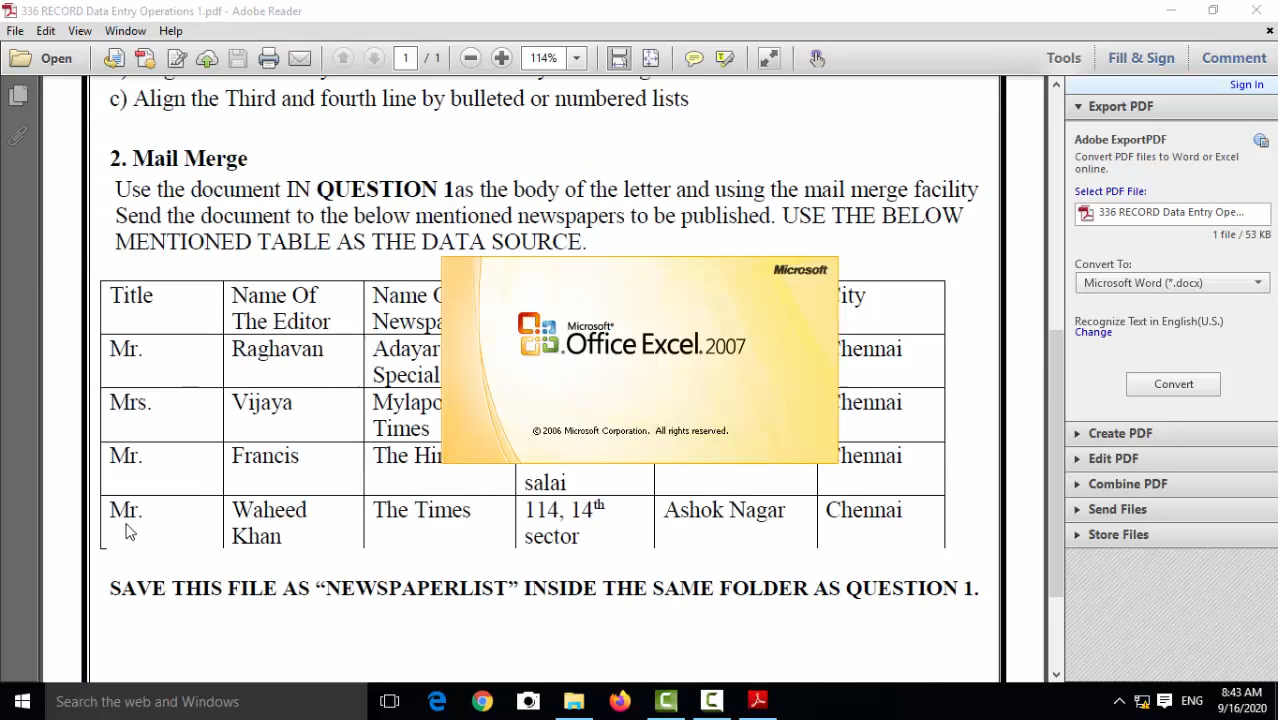 336 RECORD Data Entry Operations 1.pdf - Adobe Reader
File Edit View Window Help
Open 1 / 1 114% Tools Fill & Sign Comment
Sign In
c) Align the Third and fourth line by bulleted or numbered lists
2. Mail Merge
Use the document IN QUESTION 1as the body of the letter and using the mail merge facility
Send the document to the below mentioned newspapers to be published. USE THE BELOW
MENTIONED TABLE AS THE DATA SOURCE.
Title Name Of The Editor Name Newspa ity
Mr. Raghavan Adayar Special hennai
Mrs. Vijaya Mylapo Times hennai
Mr. Francis The Hin salai hennai
Mr. Waheed Khan The Times 114, 14th sector Ashok Nagar Chennai
SAVE THIS FILE AS “NEWSPAPERLIST” INSIDE THE SAME FOLDER AS QUESTION 1.
Microsoft
Microsoft®
Office Excel 2007
© 2006 Microsoft Corporation. All rights reserved.
Export PDF
Adobe ExportPDF
Convert PDF files to Word or Excel
online.
Select PDF File:
336 RECORD Data Entry Ope...
1 file / 53 KB
Convert To:
Microsoft Word (*.docx)
Recognize Text in English(U.S.)
Change
Convert
Create PDF
Edit PDF
Combine PDF
Send Files
Store Files
Search the web and Windows
ENG
8:43 AM
9/16/2020